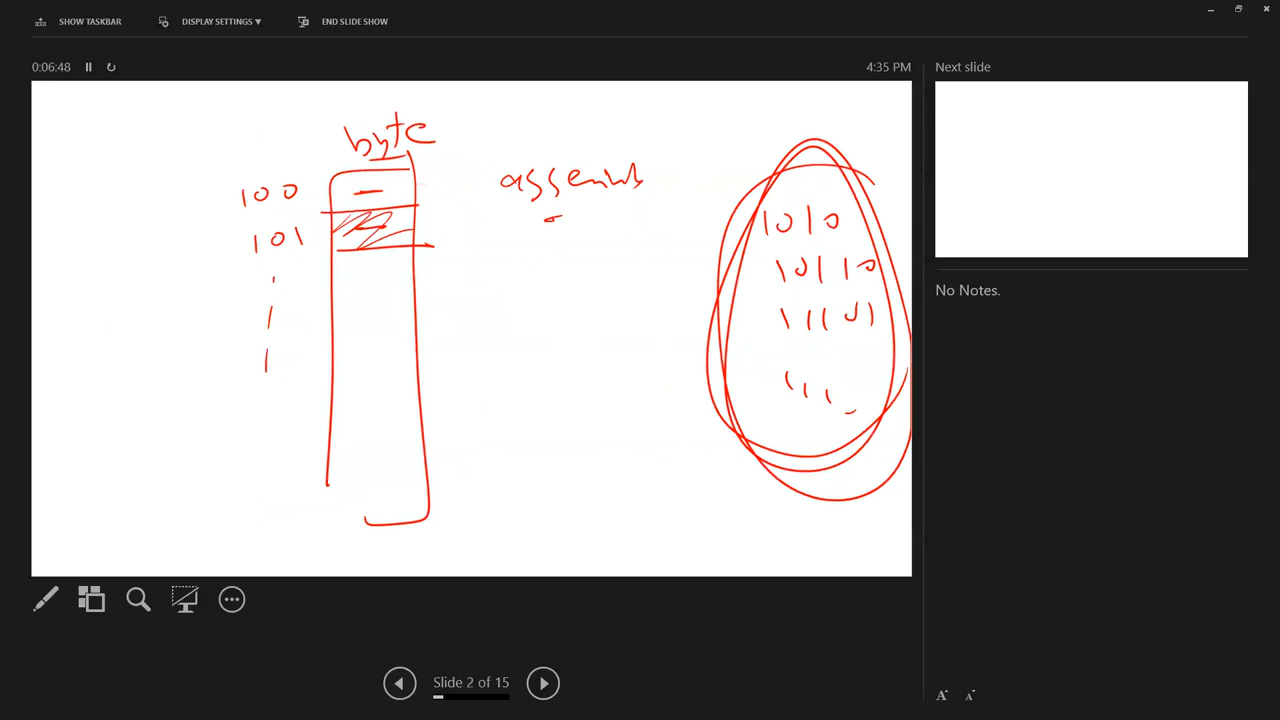 SHOW TASKBAR
DISPLAY SETTINGS ▼
END SLIDE SHOW
0:06:48
4:35 PM
Next slide
byte
100
101
1010
10110
11101
No Notes.
Slide 2 of 15
A A